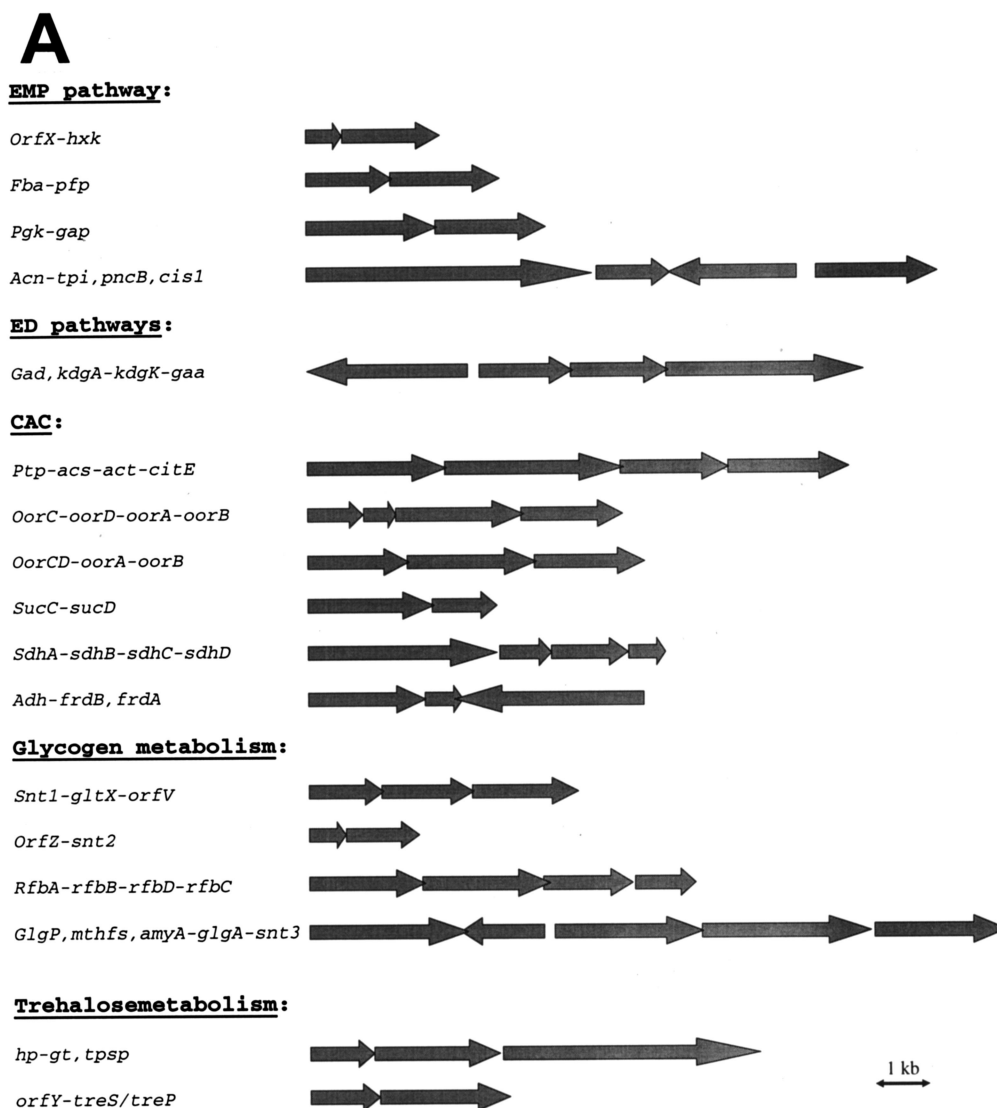 A
EMP pathway:
OrfX-hxk
Fba-pfp
Pgk-gap
Acn-tpi,pncB,cis1
ED pathways:
Gad,kdgA-kdgK-gaa
CAC:
Ptp-acs-act-citE
OorC-oorD-oorA-oorB
OorCD-oorA-oorB
SucC-sucD
SdhA-sdhB-sdhC-sdhD
Adh-frdB,frdA
Glycogen metabolism:
Snt1-gltX-orfV
OrfZ-snt2
RfbA-rfbB-rfbD-rfbC
GlgP,mthfs,amyA-glgA-snt3
Trehalosemetabolism:
hp-gt,tpsp
1 kb
orfY-treS/treP